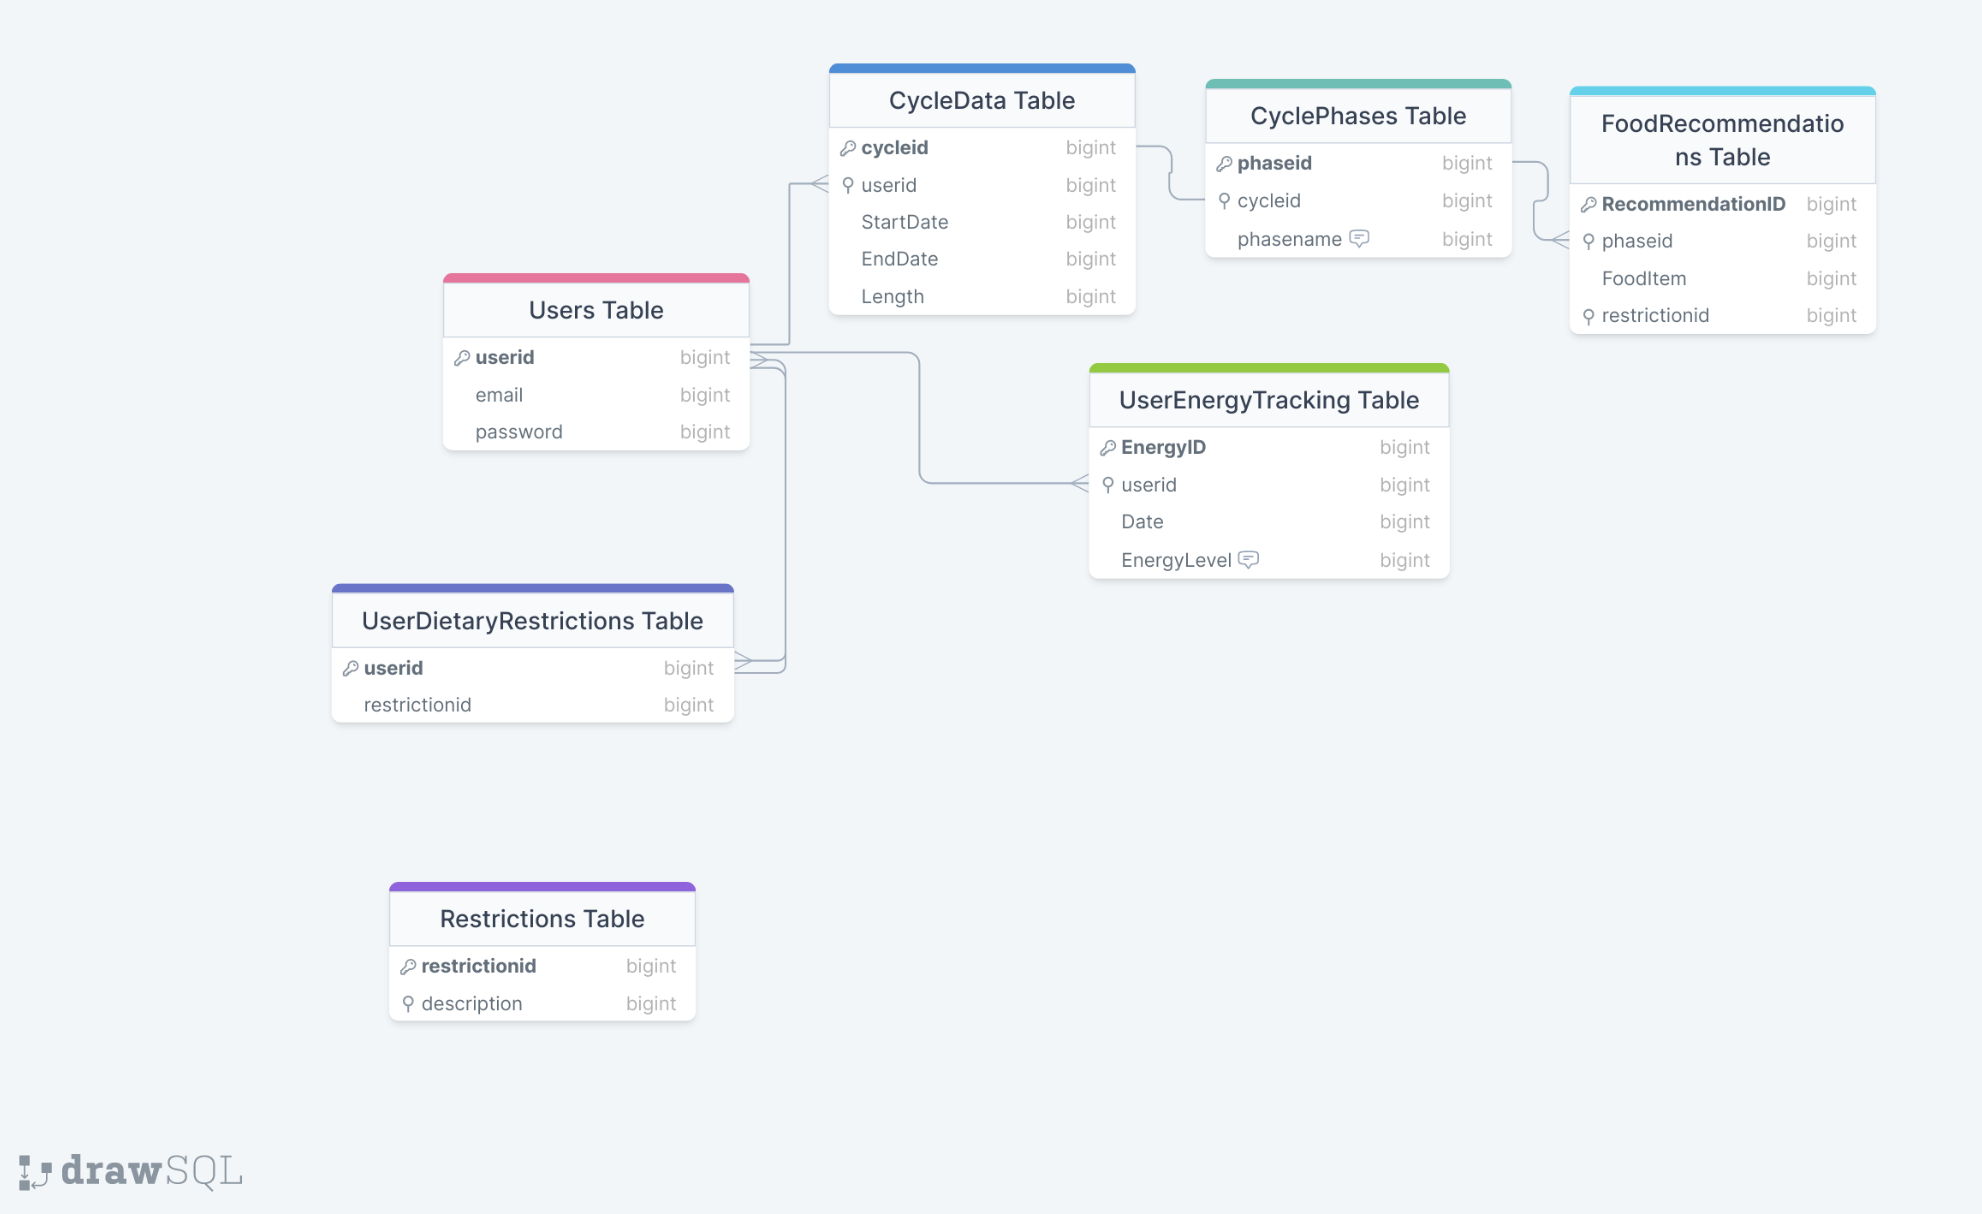 CycleData Table
cycleid bigint
userid bigint
StartDate bigint
EndDate bigint
Length bigint
CyclePhases Table
phaseid bigint
cycleid bigint
phasename bigint
FoodRecommendatio
ns Table
RecommendationID bigint
phaseid bigint
FoodItem bigint
restrictionid bigint
Users Table
userid bigint
email bigint
password bigint
UserEnergyTracking Table
EnergyID bigint
userid bigint
Date bigint
EnergyLevel bigint
UserDietaryRestrictions Table
userid bigint
restrictionid bigint
Restrictions Table
restrictionid bigint
description bigint
drawSQL